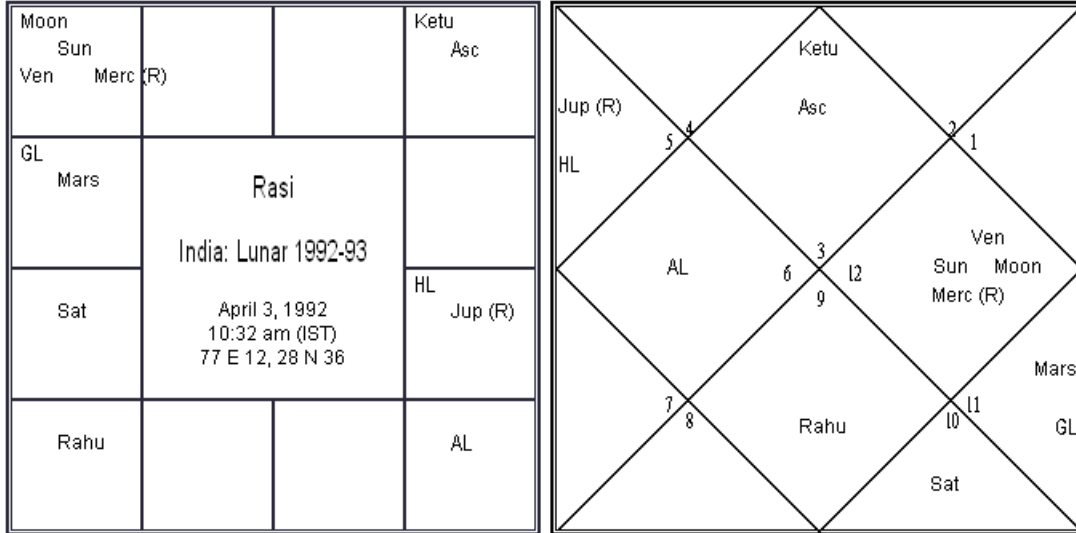 Moon
Sun
Ven Merc (R)
Ketu
Asc
GL
Mars
Rasi
India: Lunar 1992-93
April 3, 1992
10:32 am (IST)
77 E 12, 28 N 36
Sat
HL
Jup (R)
Rahu
AL
Ketu
Asc
Jup (R)
HL
4
5
2
1
AL
3
6
12
9
Ven
Sun Moon
Merc (R)
Mars
GL
7
8
Rahu
11
10
Sat